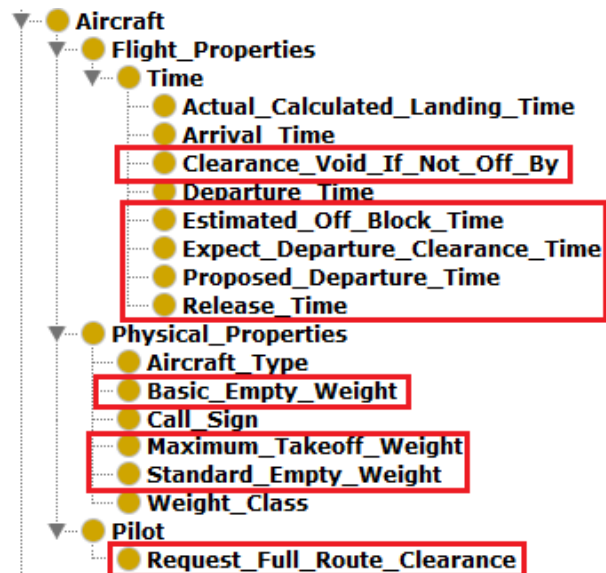 Aircraft
Flight_Properties
Time
Actual_Calculated_Landing_Time
Arrival_Time
Clearance_Void_If_Not_Off_By
Departure_Time
Estimated_Off_Block_Time
Expect_Departure_Clearance_Time
Proposed_Departure_Time
Release_Time
Physical_Properties
Aircraft_Type
Basic_Empty_Weight
Call_Sign
Maximum_Takeoff_Weight
Standard_Empty_Weight
Weight_Class
Pilot
Request_Full_Route_Clearance